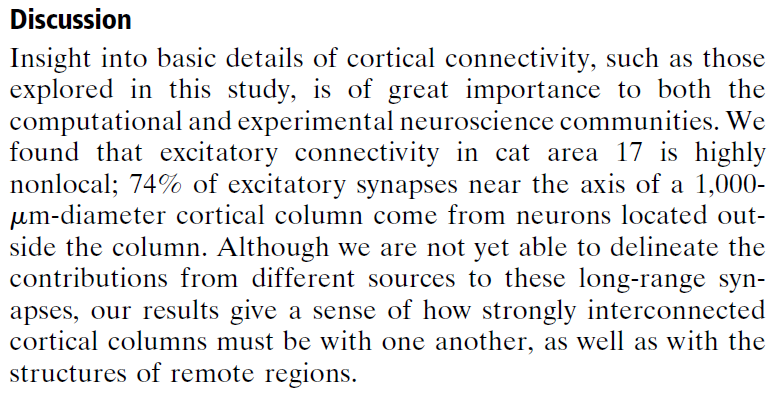 Discussion
Insight into basic details of cortical connectivity, such as those
explored in this study, is of great importance to both the
computational and experimental neuroscience communities. We
found that excitatory connectivity in cat area 17 is highly
nonlocal; 74% of excitatory synapses near the axis of a 1,000-
μm-diameter cortical column come from neurons located out-
side the column. Although we are not yet able to delineate the
contributions from different sources to these long-range syn-
apses, our results give a sense of how strongly interconnected
cortical columns must be with one another, as well as with the
structures of remote regions.